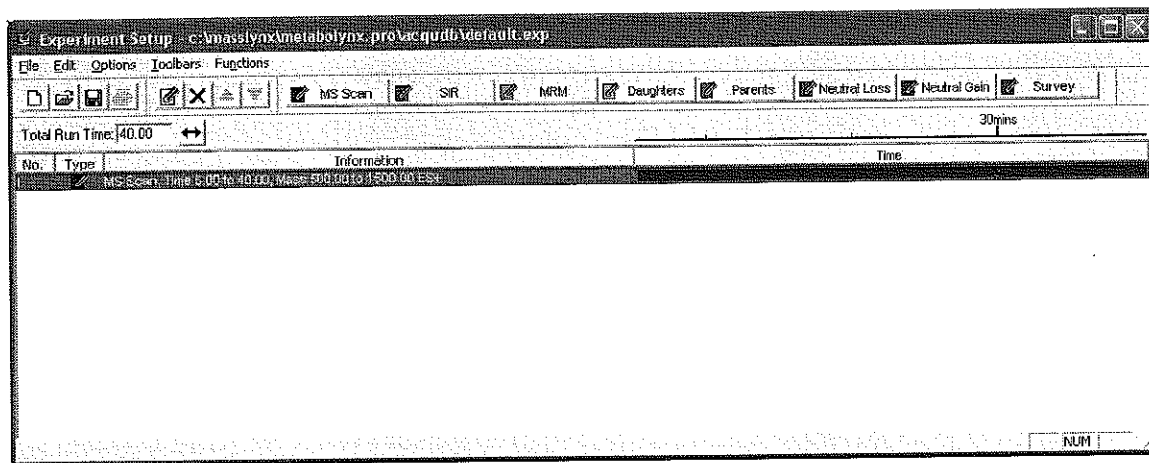 Experiment Setup - c:\masslynx\metabolynx.pro\acqudb\default.exp
File Edit Options Toolbars Functions
MS Scan SIR MRM Daughters Parents Neutral Loss Neutral Gain Survey
Total Run Time: 40.00
30mins
No. Type Information Time
MS Scan, Time 5.00 to 40.00, Mass 500.00 to 1500.00 ES+
NUM